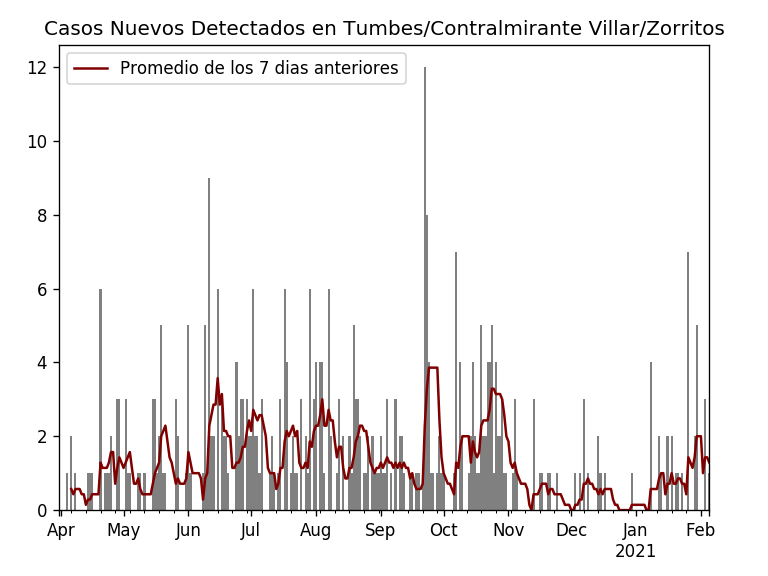 Casos Nuevos Detectados en Tumbes/Contralmirante Villar/Zorritos
Promedio de los 7 dias anteriores
12
10
8
6
4
2
0
Apr May Jun Jul Aug Sep Oct Nov Dec Jan Feb
2021